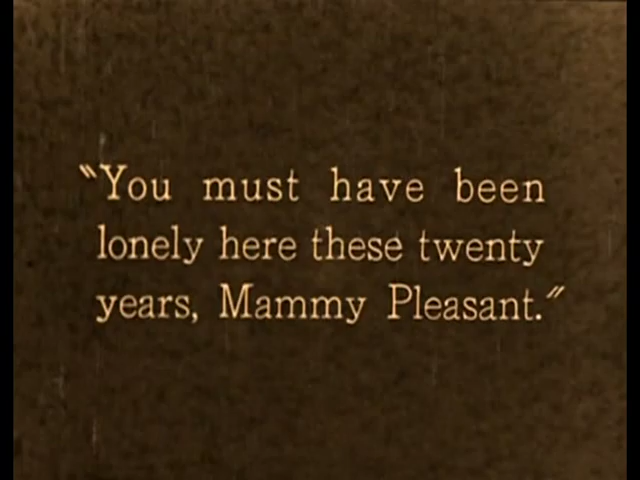 "You must have been
lonely here these twenty
years, Mammy Pleasant."